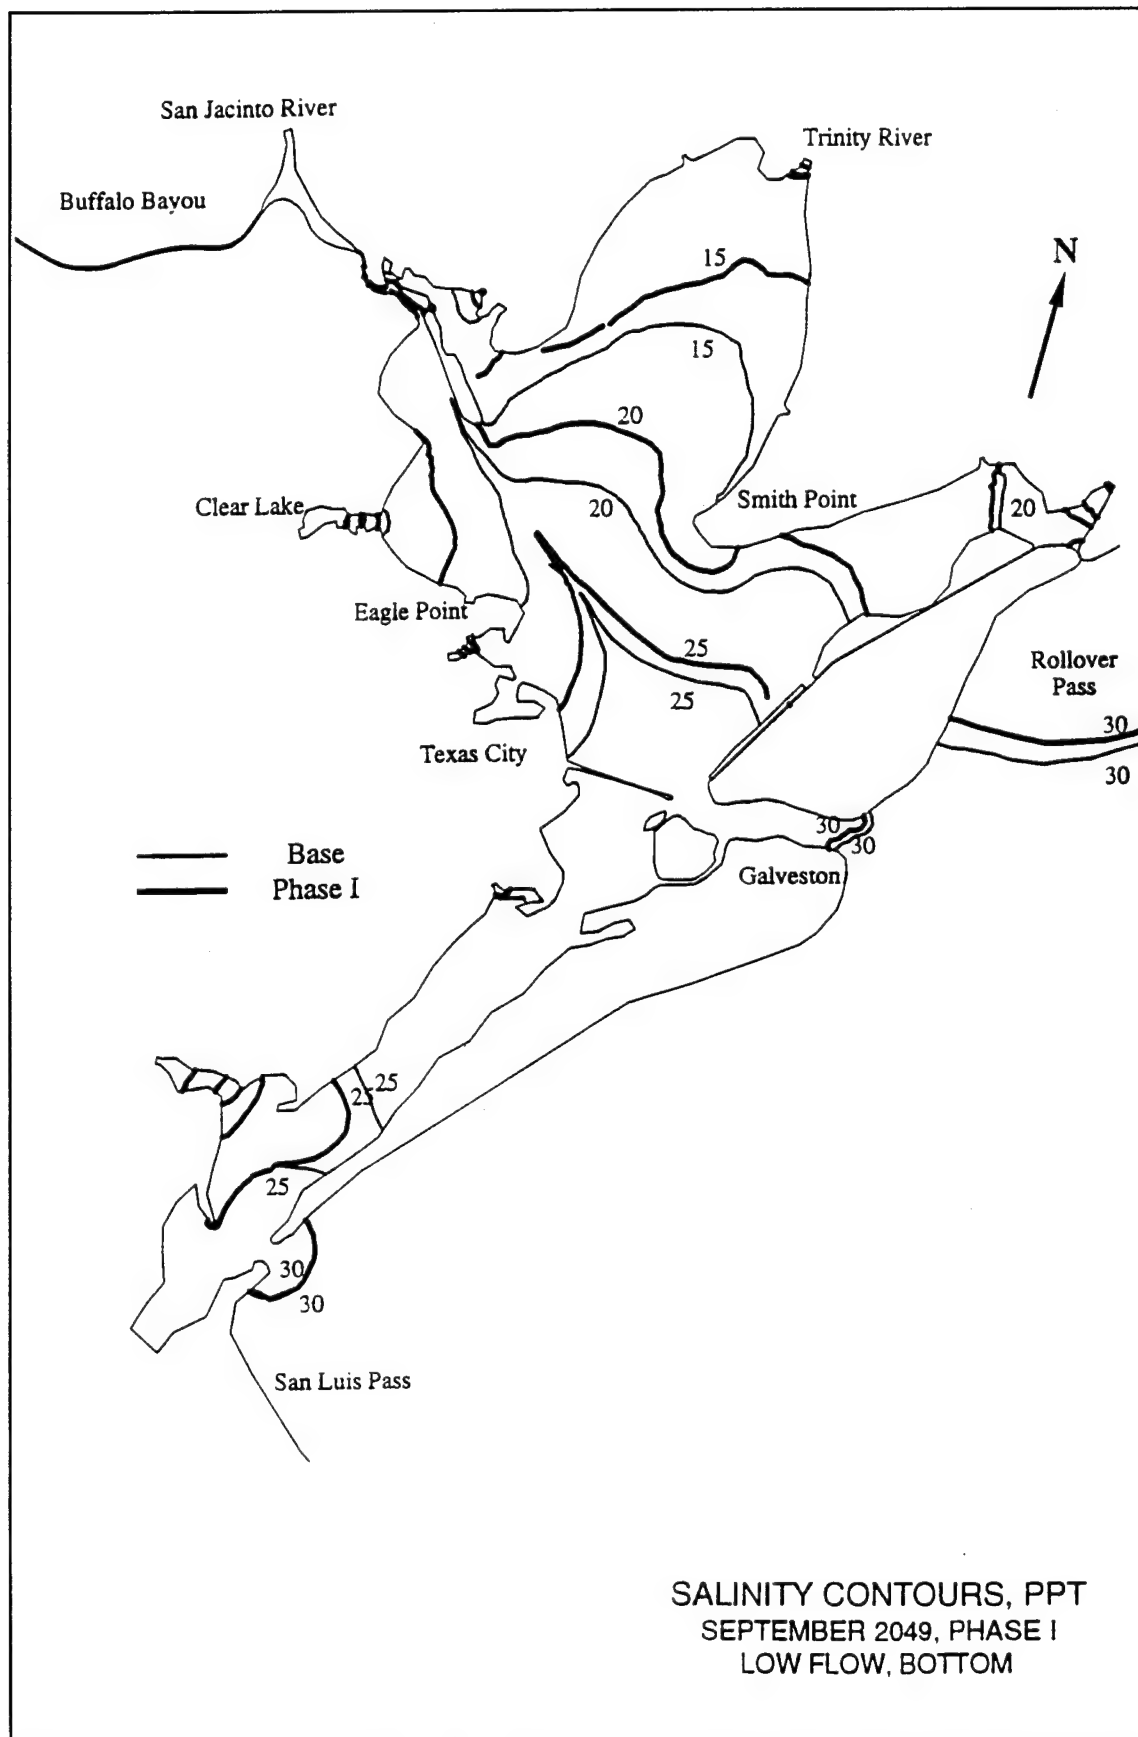 San Jacinto River
Trinity River
Buffalo Bayou
N
15
15
20
Clear Lake
20
Smith Point
20
Eagle Point
25
Rollover
Pass
25
Texas City
30
30
30
30
Base
Phase I
Galveston
25
25
25
30
30
San Luis Pass
SALINITY CONTOURS, PPT
SEPTEMBER 2049, PHASE I
LOW FLOW, BOTTOM